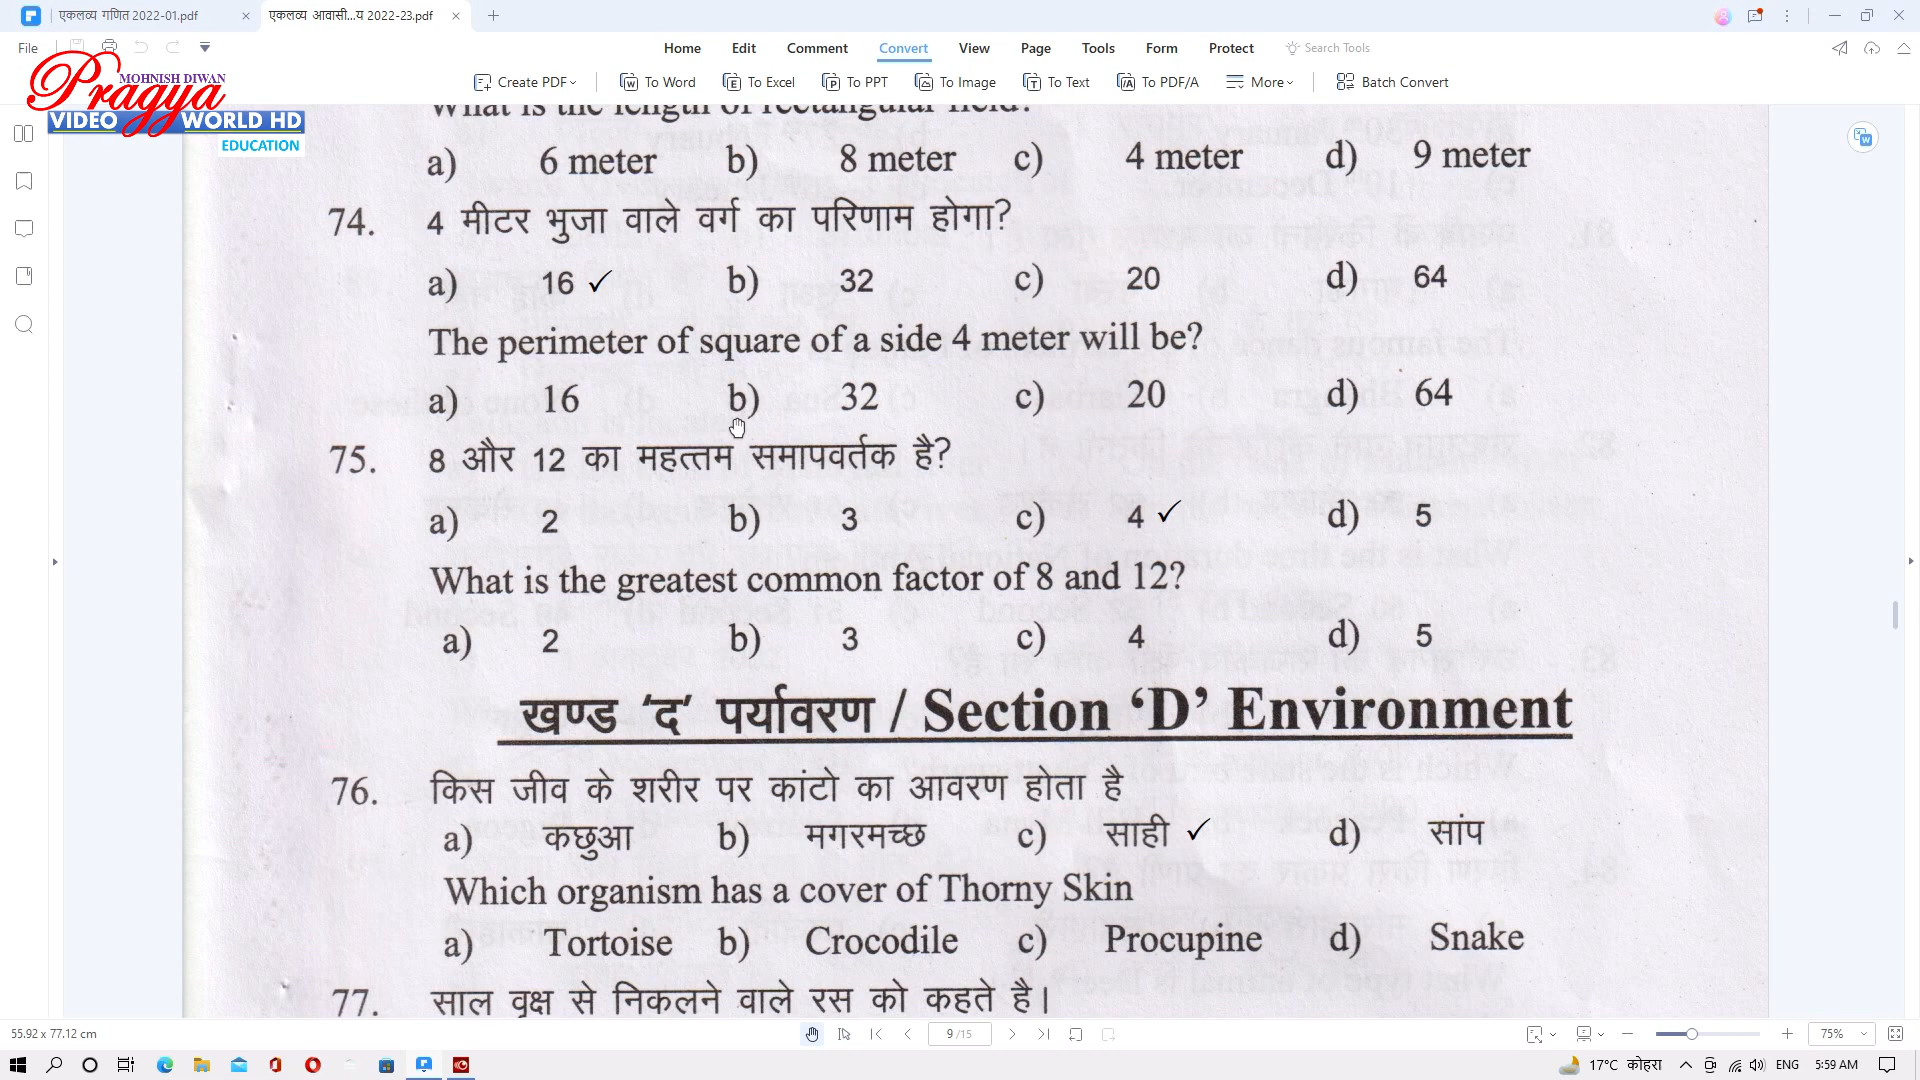 एकलव्य गणित 2022-01.pdf
एकलव्य आवासी...य 2022-23.pdf
File
Home Edit Comment Convert View Page Tools Form Protect Search Tools
Create PDF To Word To Excel To PPT To Image To Text To PDF/A More Batch Convert
MOHNISH DIWAN
Pragya
VIDEO WORLD HD
EDUCATION
What is the length of rectangular field?
a) 6 meter b) 8 meter c) 4 meter d) 9 meter
74. 4 मीटर भुजा वाले वर्ग का परिणाम होगा?
a) 16 ✓ b) 32 c) 20 d) 64
The perimeter of square of a side 4 meter will be?
a) 16 b) 32 c) 20 d) 64
75. 8 और 12 का महत्तम समापवर्तक है?
a) 2 b) 3 c) 4 ✓ d) 5
What is the greatest common factor of 8 and 12?
a) 2 b) 3 c) 4 d) 5
खण्ड 'द' पर्यावरण / Section 'D' Environment
76. किस जीव के शरीर पर कांटो का आवरण होता है
a) कछुआ b) मगरमच्छ c) साही ✓ d) सांप
Which organism has a cover of Thorny Skin
a) Tortoise b) Crocodile c) Procupine d) Snake
77. साल वृक्ष से निकलने वाले रस को कहते है।
55.92 x 77.12 cm
9 /15
75%
17°C कोहरा
ENG
5:59 AM